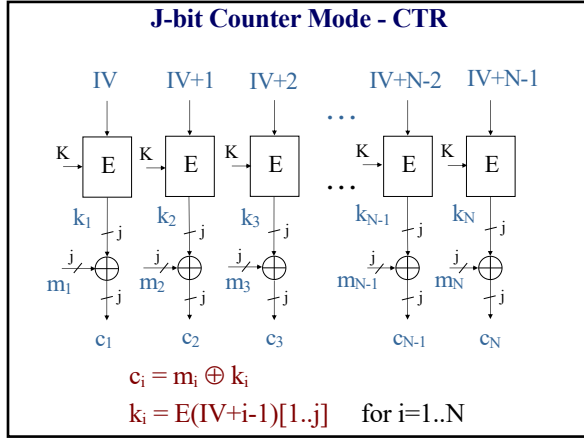 J-bit Counter Mode - CTR
IV IV+1 IV+2 IV+N-2 IV+N-1
...
K E K E K E K E K E
...
k1 k2 k3 kN-1 kN
j j j j j
j j j j j
m1 m2 m3 mN-1 mN
j j j j j
c1 c2 c3 cN-1 cN
ci = mi ⊕ ki
ki = E(IV+i-1)[1..j] for i=1..N